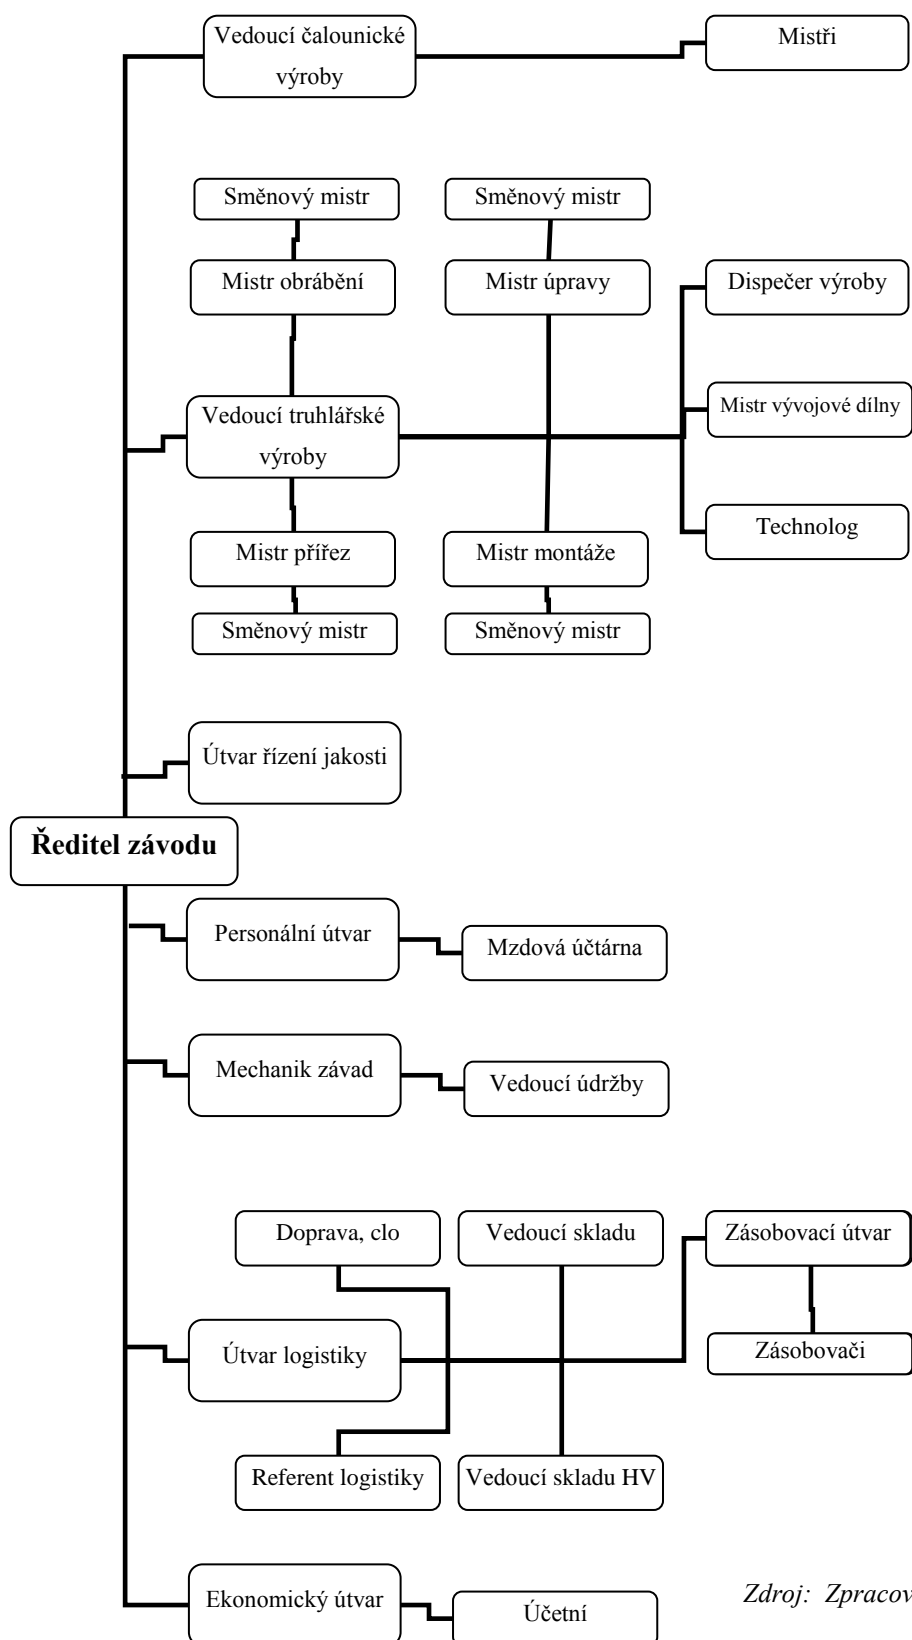 Vedoucí čalounické
výroby
Mistři
Směnový mistr
Směnový mistr
Mistr obrábění
Mistr úpravy
Dispečer výroby
Vedoucí truhlářské
výroby
Mistr vývojové dílny
Mistr přířez
Mistr montáže
Technolog
Směnový mistr
Směnový mistr
Útvar řízení jakosti
Ředitel závodu
Personální útvar
Mzdová účtárna
Mechanik závad
Vedoucí údržby
Doprava, clo
Vedoucí skladu
Zásobovací útvar
Útvar logistiky
Zásobovači
Referent logistiky
Vedoucí skladu HV
Ekonomický útvar
Účetní
Zdroj: Zpracov